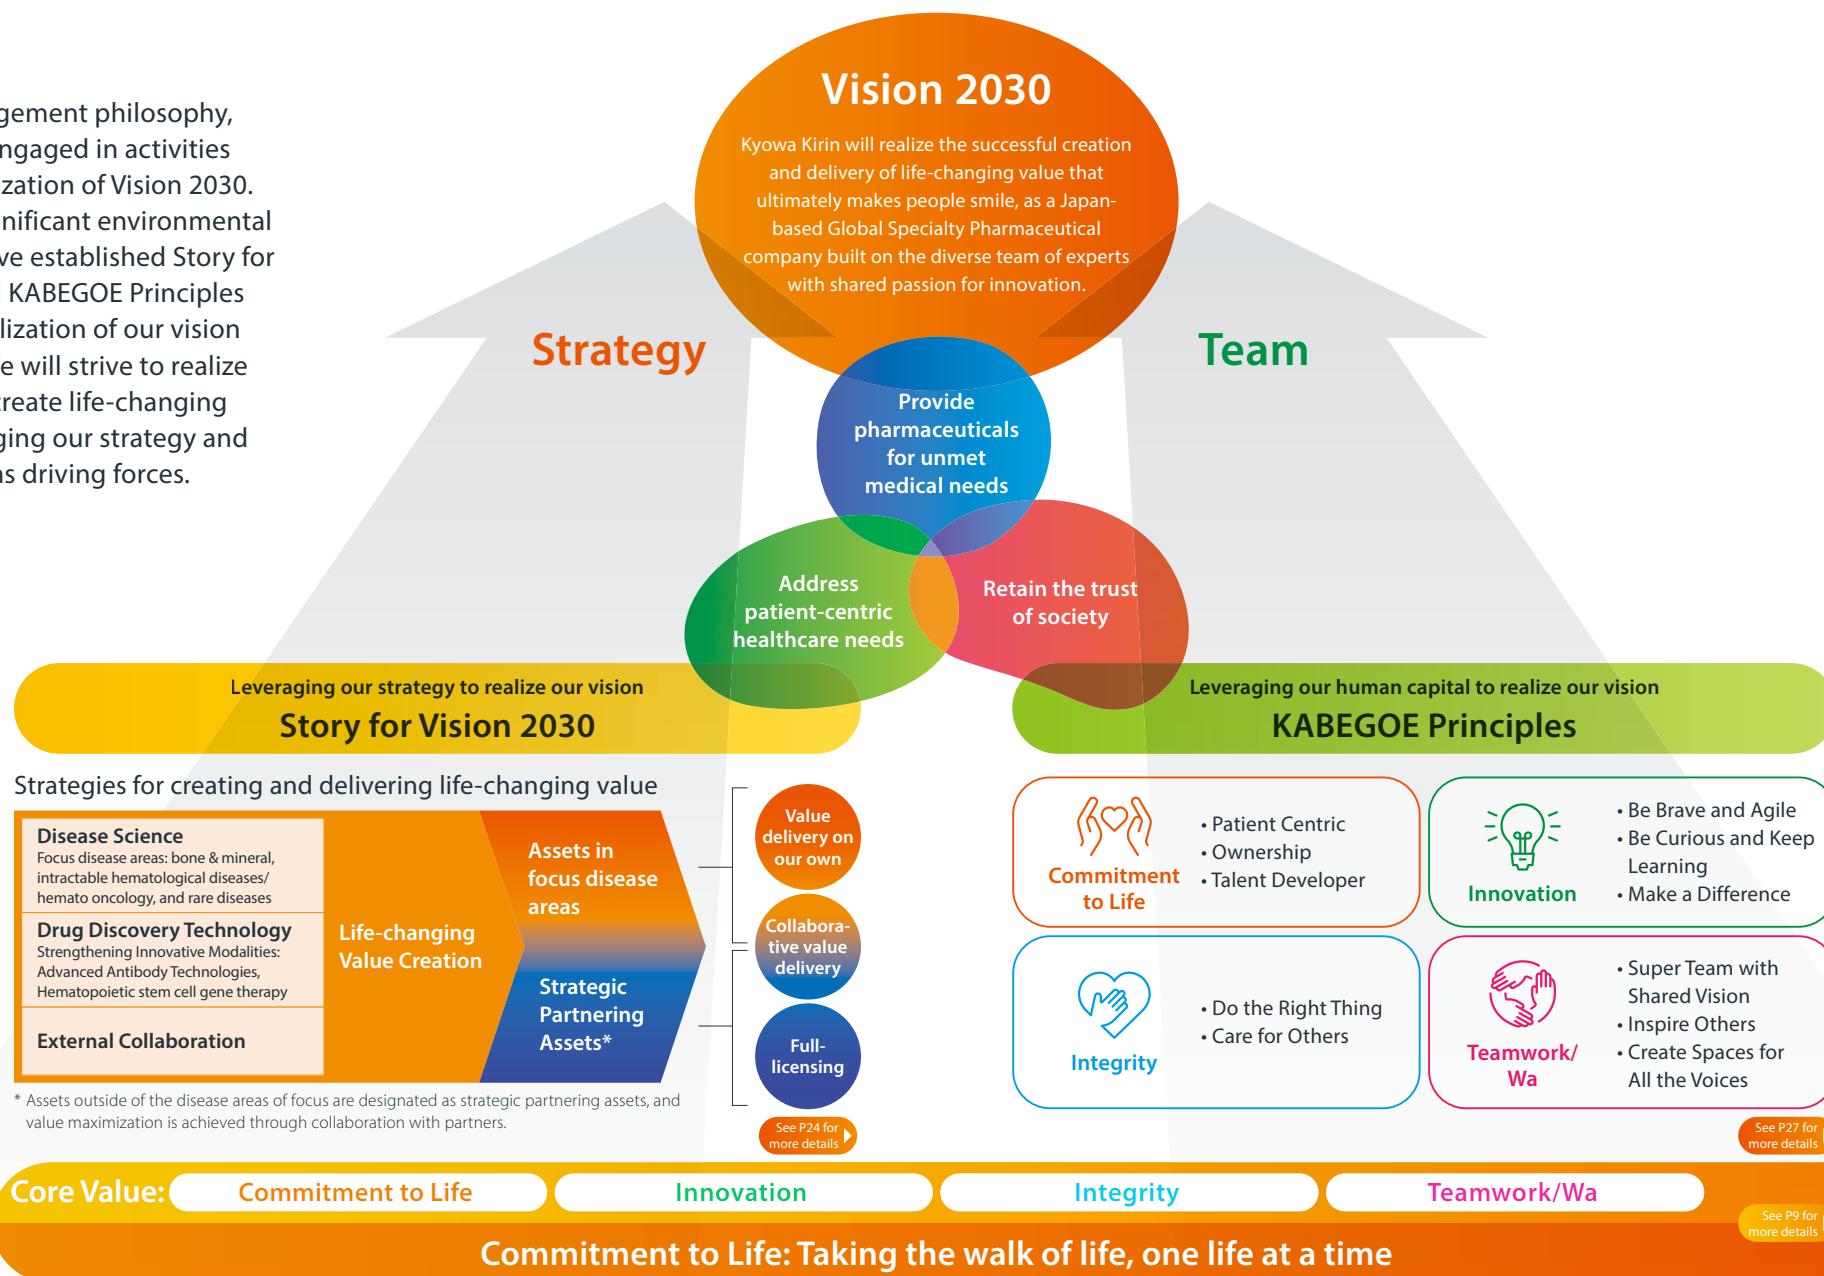 gement philosophy,
ngaged in activities
ization of Vision 2030.
nificant environmental
ve established Story for
KABEGOE Principles
lization of our vision
e will strive to realize
create life-changing
ging our strategy and
as driving forces.
Vision 2030
Kyowa Kirin will realize the successful creation
and delivery of life-changing value that
ultimately makes people smile, as a Japan-
based Global Specialty Pharmaceutical
company built on the diverse team of experts
with shared passion for innovation.
Strategy
Team
Provide
pharmaceuticals
for unmet
medical needs
Address
patient-centric
healthcare needs
Retain the trust
of society
Leveraging our strategy to realize our vision
Story for Vision 2030
Strategies for creating and delivering life-changing value
Disease Science
Focus disease areas: bone & mineral,
intractable hematological diseases/
hemato oncology, and rare diseases
Drug Discovery Technology
Strengthening Innovative Modalities:
Advanced Antibody Technologies,
Hematopoietic stem cell gene therapy
External Collaboration
Life-changing
Value Creation
Assets in
focus disease
areas
Strategic
Partnering
Assets*
Value
delivery on
our own
Collabora-
tive value
delivery
Full-
licensing
* Assets outside of the disease areas of focus are designated as strategic partnering assets, and
value maximization is achieved through collaboration with partners.
See P24 for
more details
Leveraging our human capital to realize our vision
KABEGOE Principles
Commitment
to Life
• Patient Centric
• Ownership
• Talent Developer
Innovation
• Be Brave and Agile
• Be Curious and Keep
Learning
• Make a Difference
Integrity
• Do the Right Thing
• Care for Others
Teamwork/
Wa
• Super Team with
Shared Vision
• Inspire Others
• Create Spaces for
All the Voices
See P27 for
more details
Core Value:
Commitment to Life
Innovation
Integrity
Teamwork/Wa
See P9 for
more details
Commitment to Life: Taking the walk of life, one life at a time